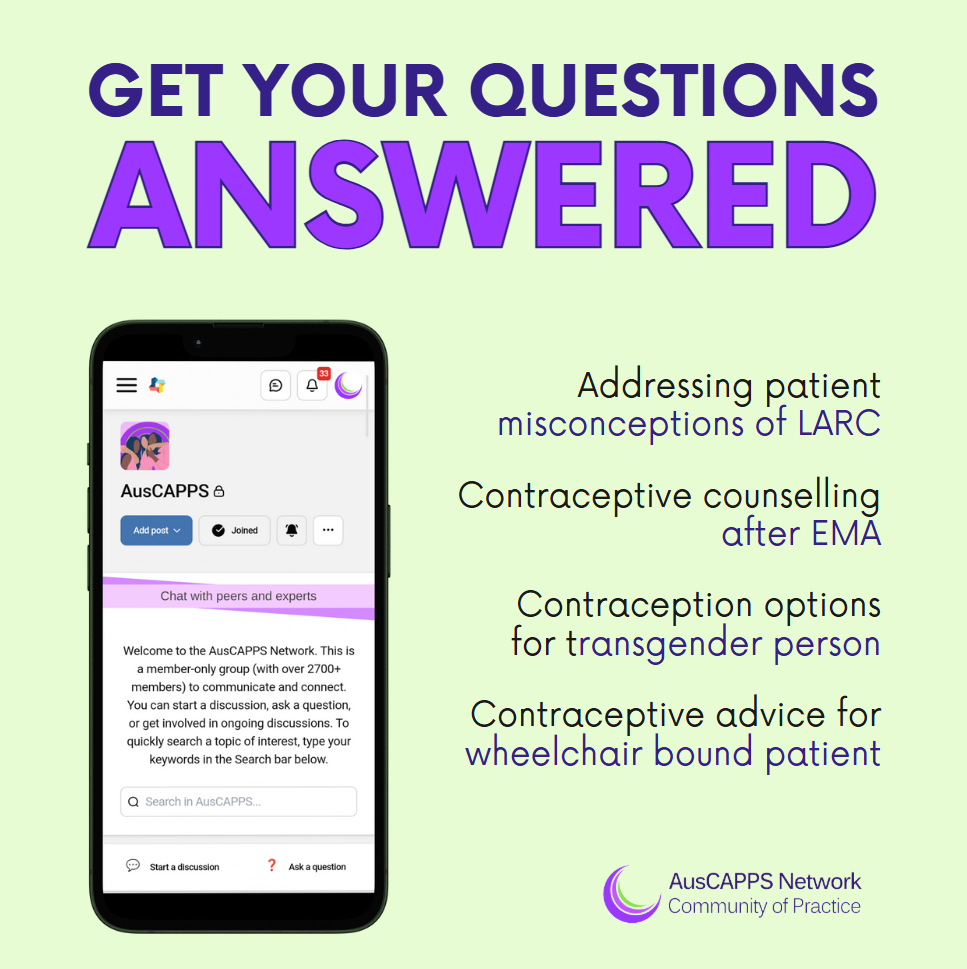 GET YOUR QUESTIONS
ANSWERED
33
AusCAPPS
Add post
Joined
Chat with peers and experts
Welcome to the AusCAPPS Network. This is
a member-only group (with over 2700+
members) to communicate and connect.
You can start a discussion, ask a question,
or get involved in ongoing discussions. To
quickly search a topic of interest, type your
keywords in the Search bar below.
Search in AusCAPPS...
Start a discussion
Ask a question
Addressing patient
misconceptions of LARC
Contraceptive counselling
after EMA
Contraception options
for transgender person
Contraceptive advice for
wheelchair bound patient
AusCAPPS Network
Community of Practice